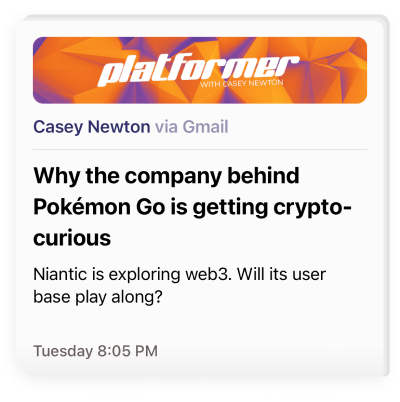 platformer
WITH CASEY NEWTON
Casey Newton via Gmail
Why the company behind
Pokémon Go is getting crypto-
curious
Niantic is exploring web3. Will its user
base play along?
Tuesday 8:05 PM